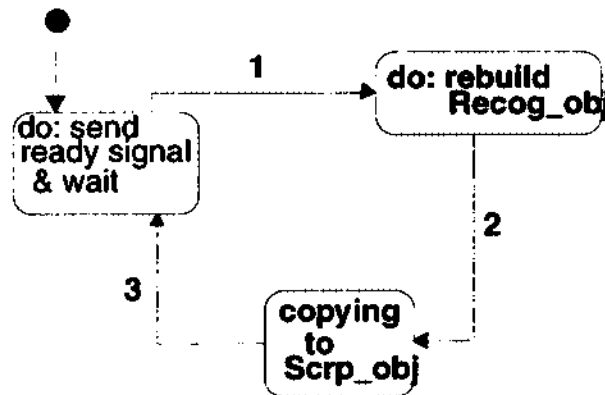 1
do: rebuild
Recog_obj
do: send
ready signal
& wait
2
3
copying
to
Scrp_obj